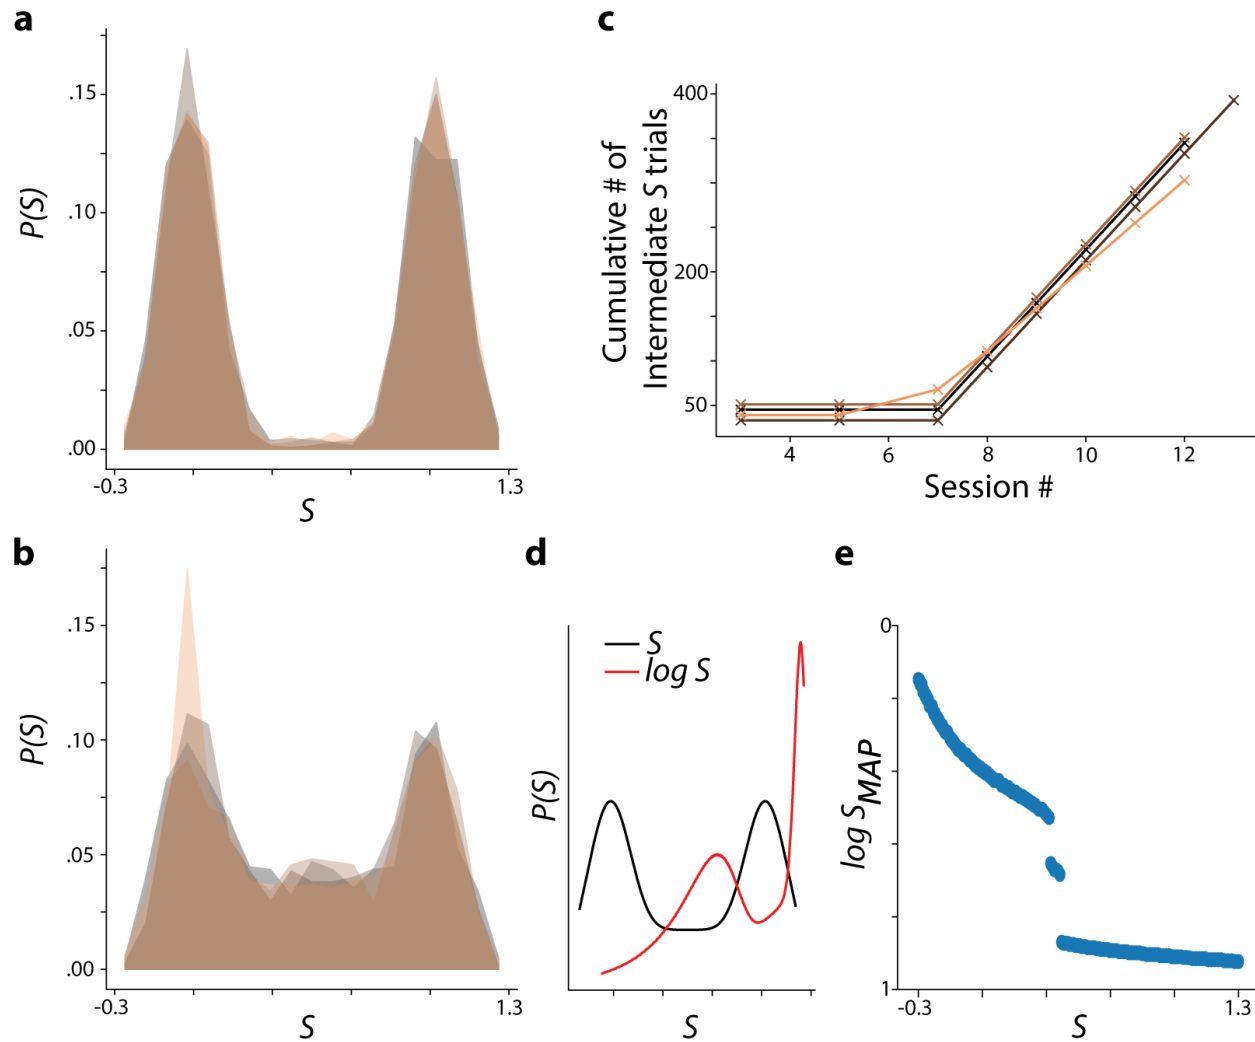 a
.15
.10
.05
.00
P(S)
-0.3
1.3
S
c
400
200
50
Cumulative # of
Intermediate S trials
4
6
8
10
12
Session #
b
.15
.10
.05
.00
P(S)
-0.3
1.3
S
d
S
log S
P(S)
S
e
0
1
log SMAP
-0.3
1.3
S